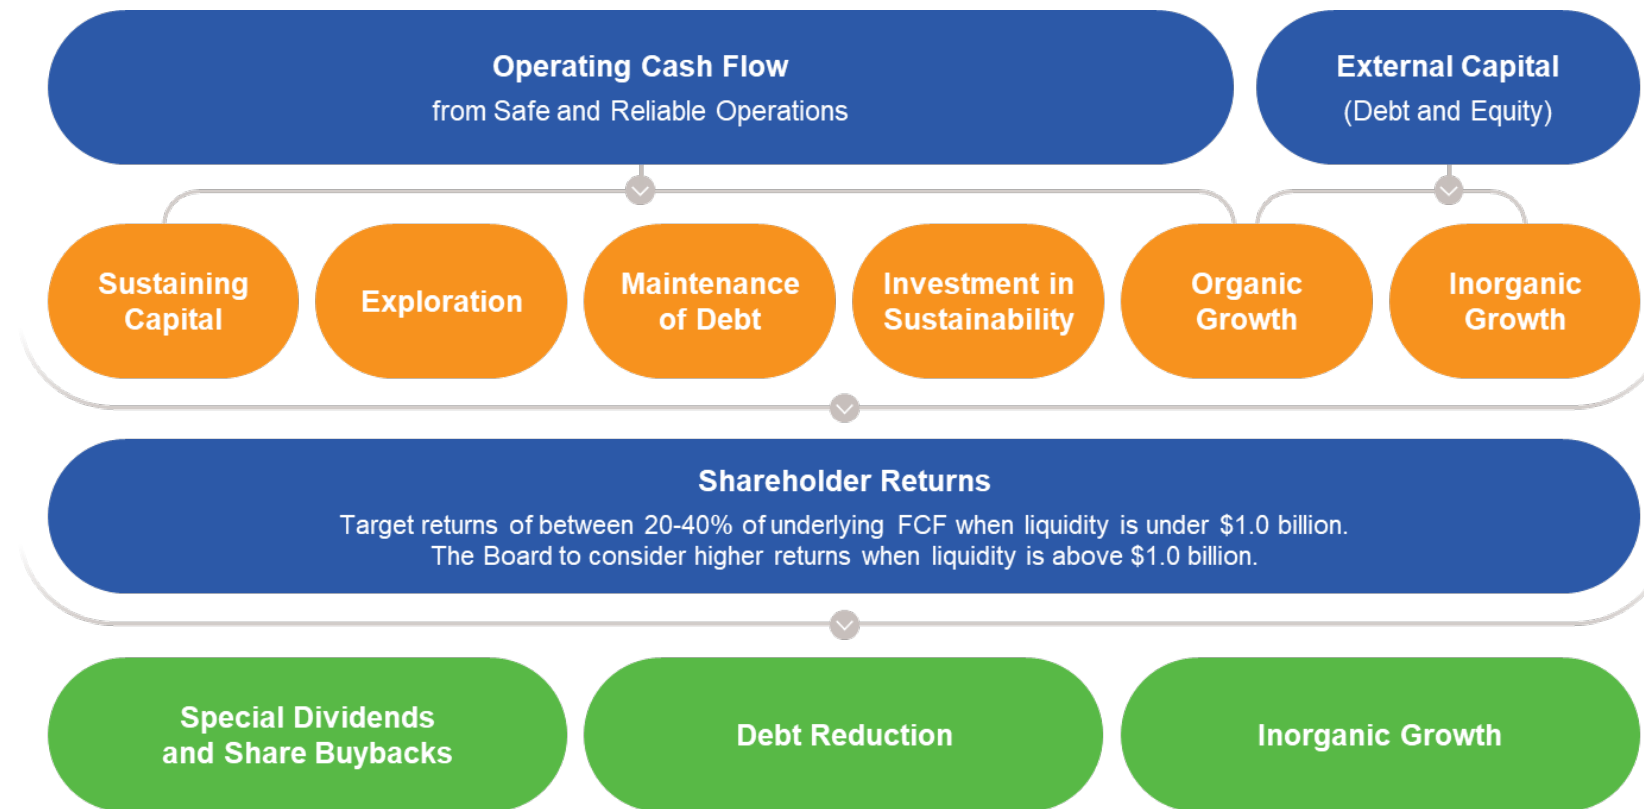 Operating Cash Flow
from Safe and Reliable Operations
External Capital
(Debt and Equity)
Sustaining
Capital
Exploration
Maintenance
of Debt
Investment in
Sustainability
Organic
Growth
Inorganic
Growth
Shareholder Returns
Target returns of between 20-40% of underlying FCF when liquidity is under $1.0 billion.
The Board to consider higher returns when liquidity is above $1.0 billion.
Special Dividends
and Share Buybacks
Debt Reduction
Inorganic Growth